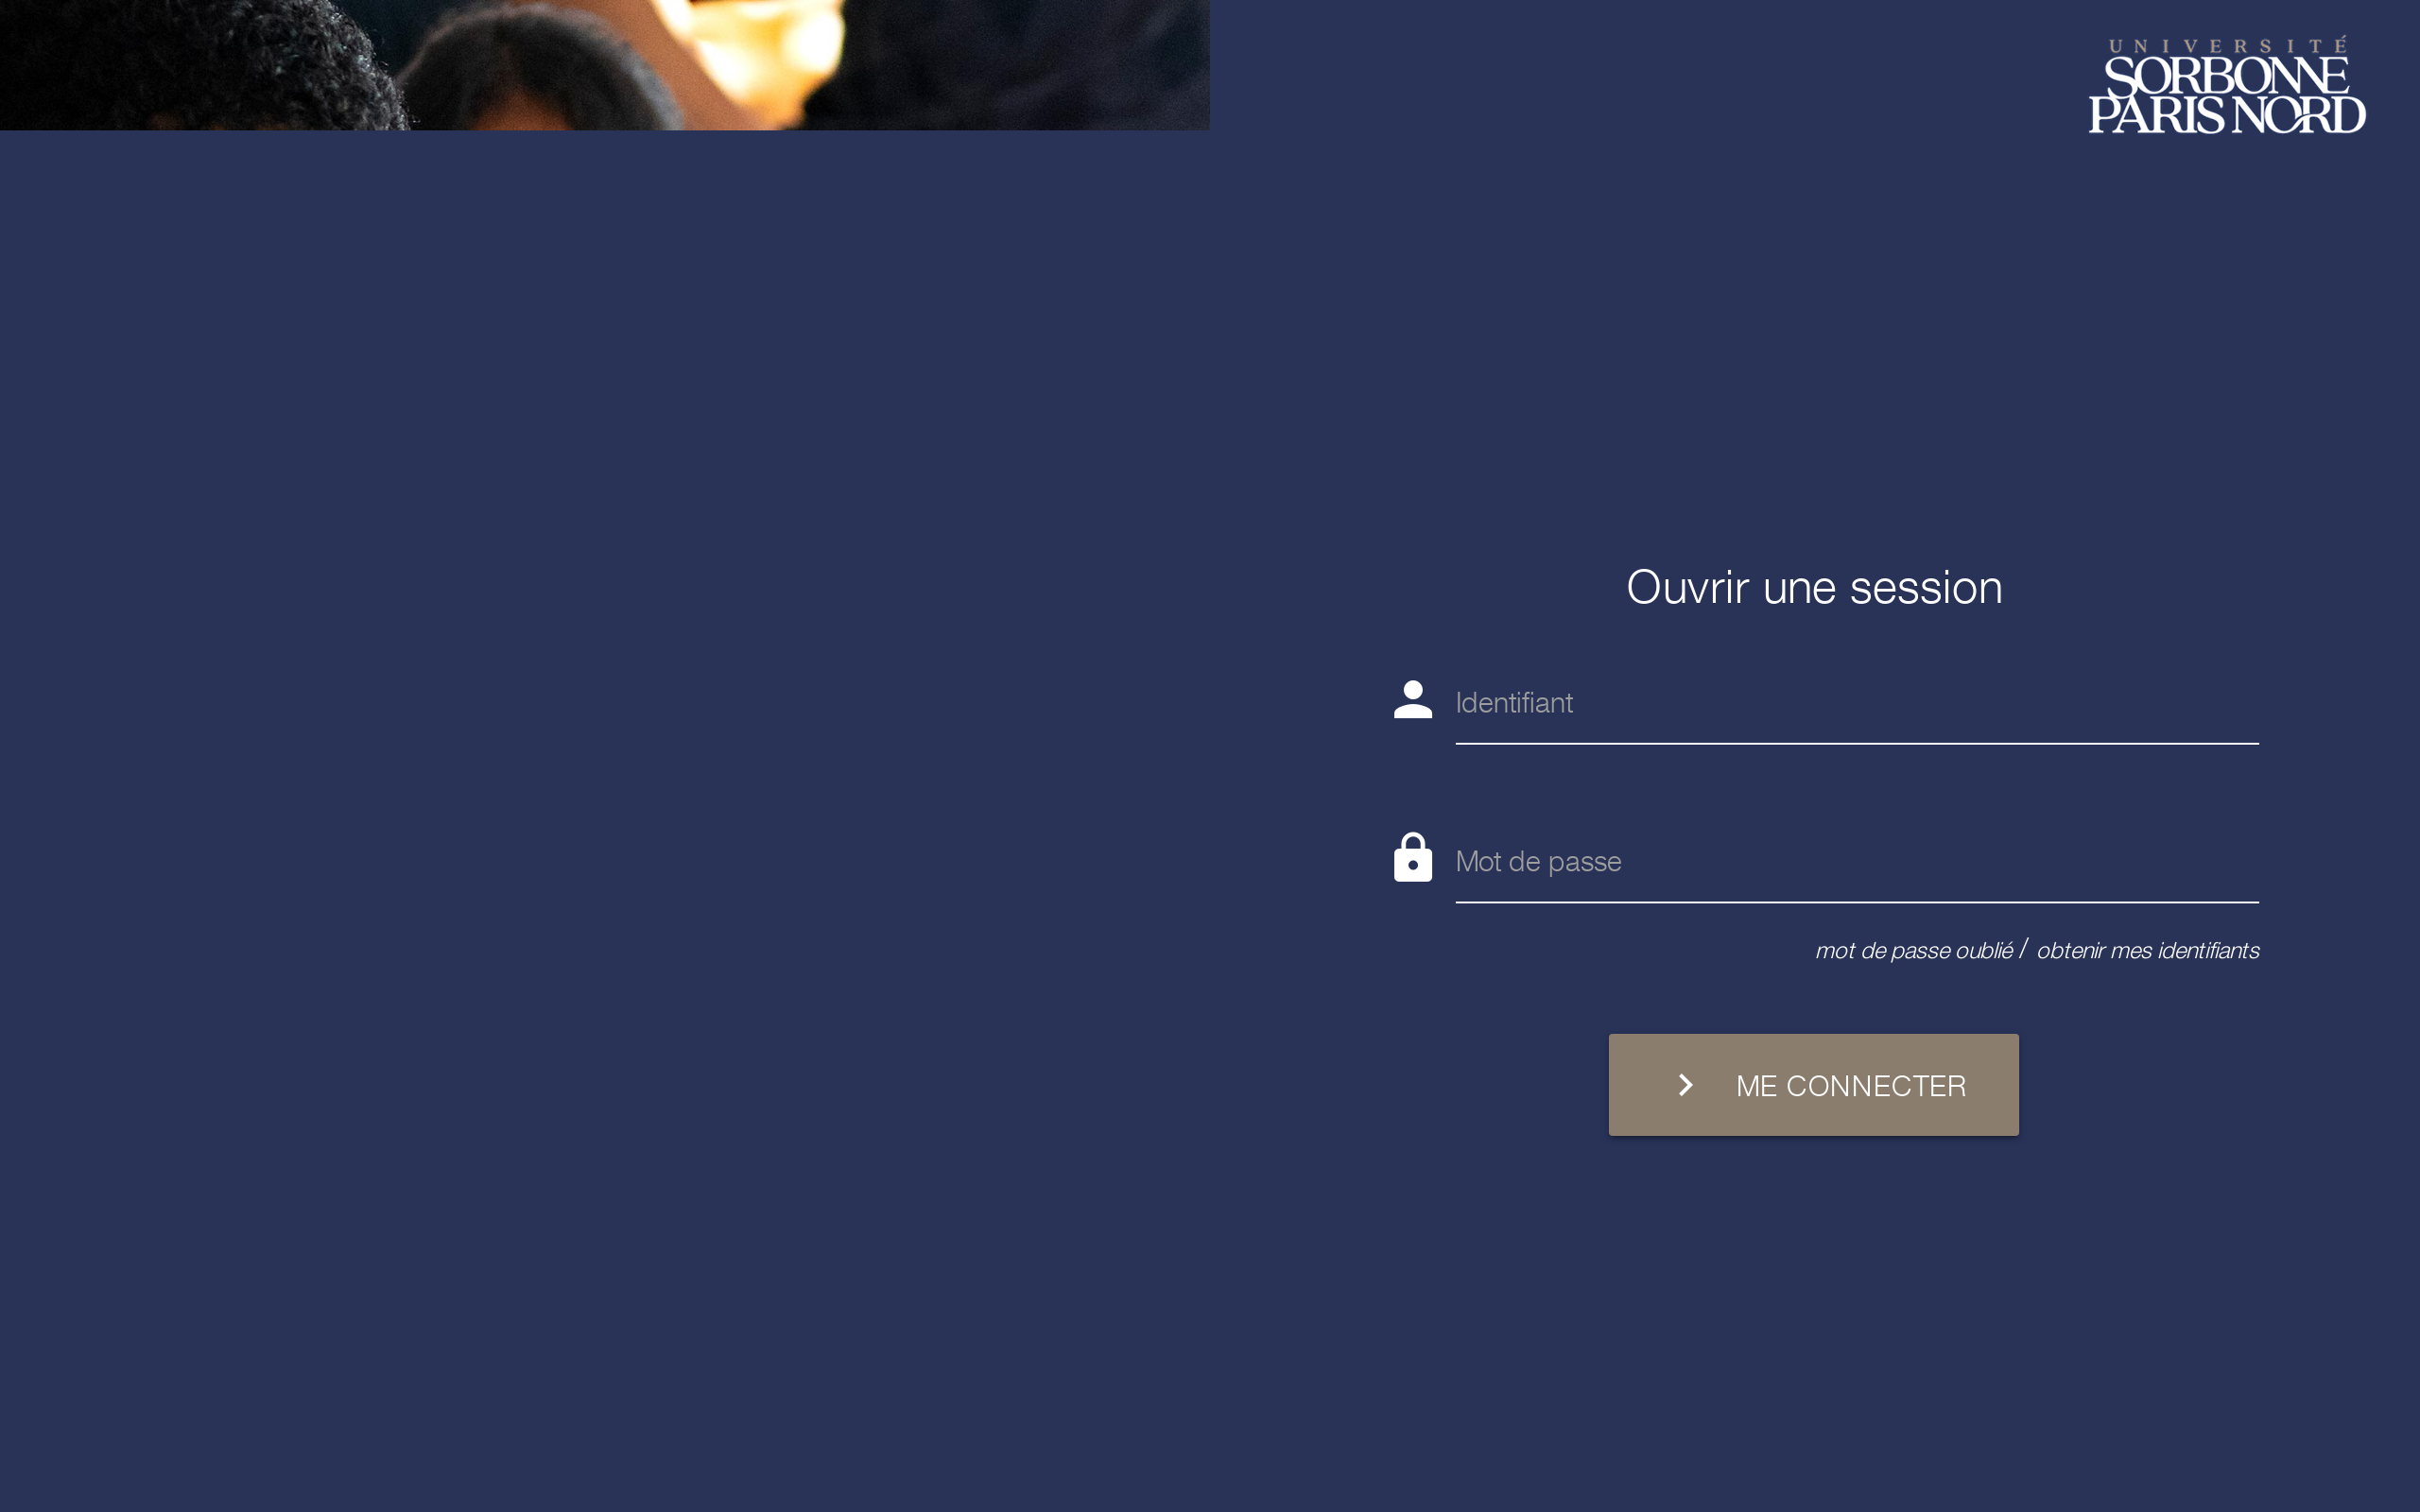 UNIVERSITÉ
SORBONNE
PARIS NORD
Ouvrir une session
Identifiant
Mot de passe
mot de passe oublié / obtenir mes identifiants
ME CONNECTER